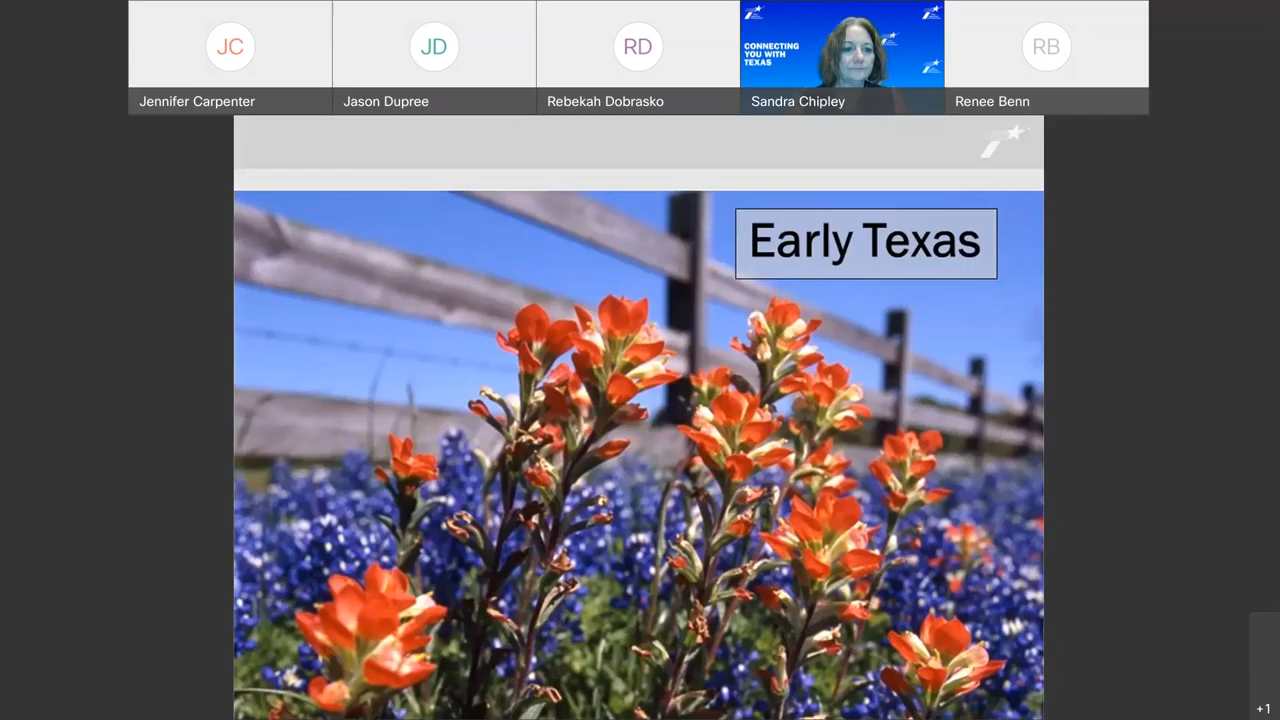 JC
JD
RD
CONNECTING
YOU WITH
TEXAS
RB
Jennifer Carpenter
Jason Dupree
Rebekah Dobrasko
Sandra Chipley
Renee Benn
Early Texas
+1